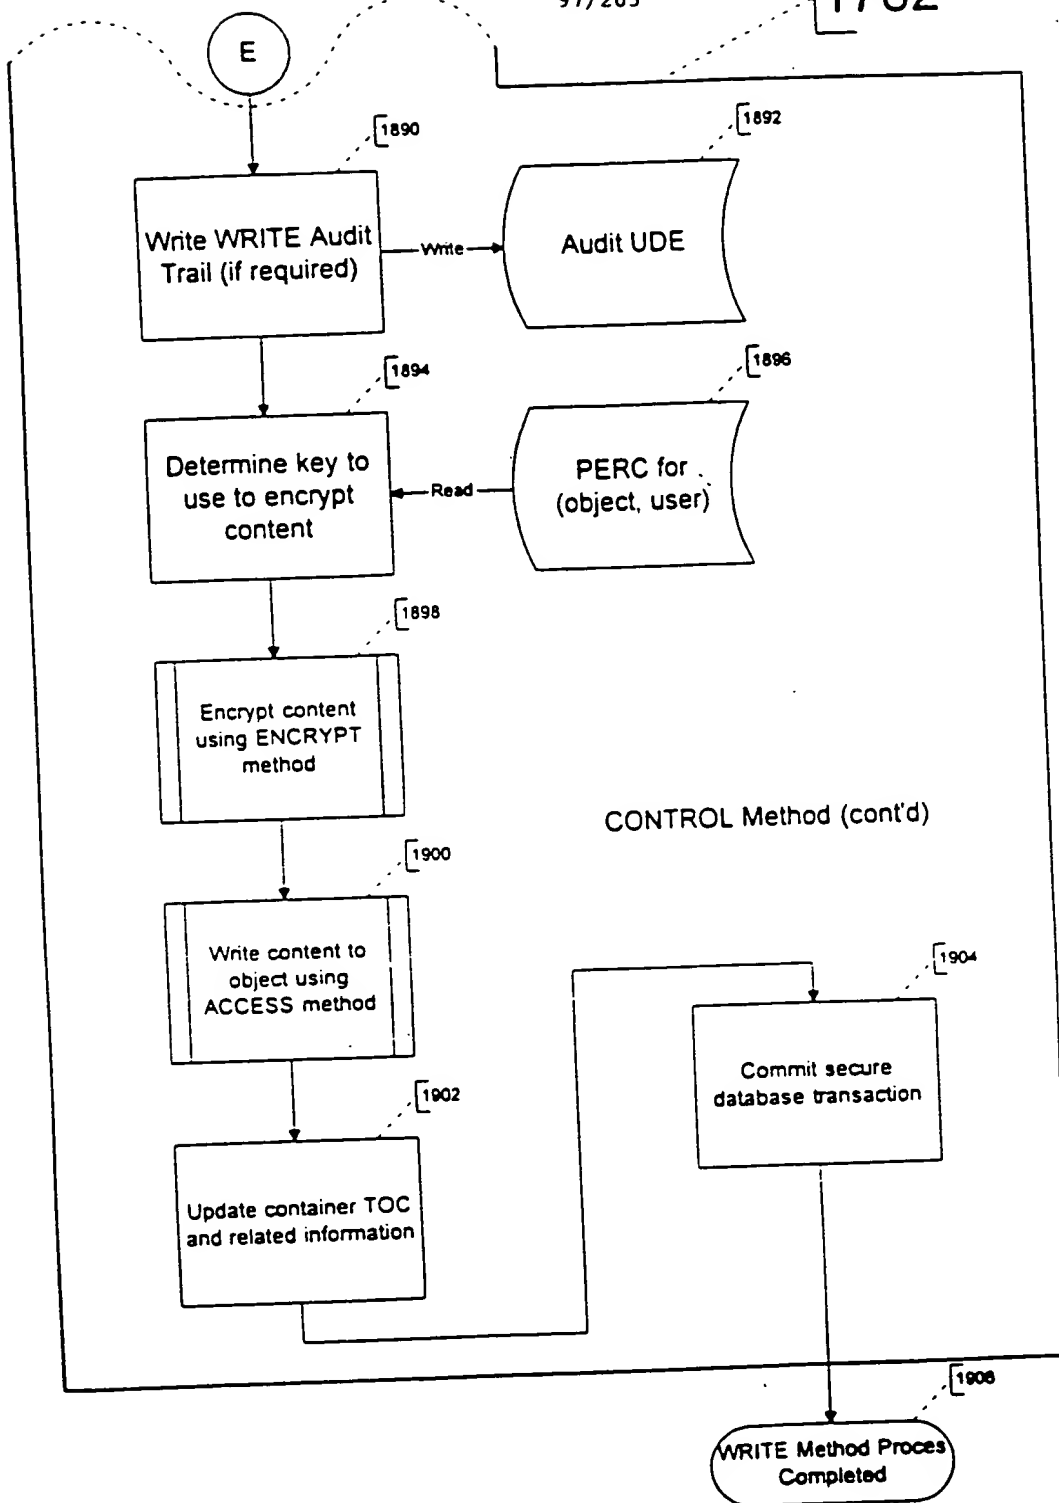 97/265
1782
E
1890
1892
Write WRITE Audit
Trail (if required)
Write
Audit UDE
1894
1896
Determine key to
use to encrypt
content
Read
PERC for
(object, user)
1898
Encrypt content
using ENCRYPT
method
CONTROL Method (cont'd)
1900
Write content to
object using
ACCESS method
1904
Commit secure
database transaction
1902
Update container TOC
and related information
1906
WRITE Method Proces
Completed